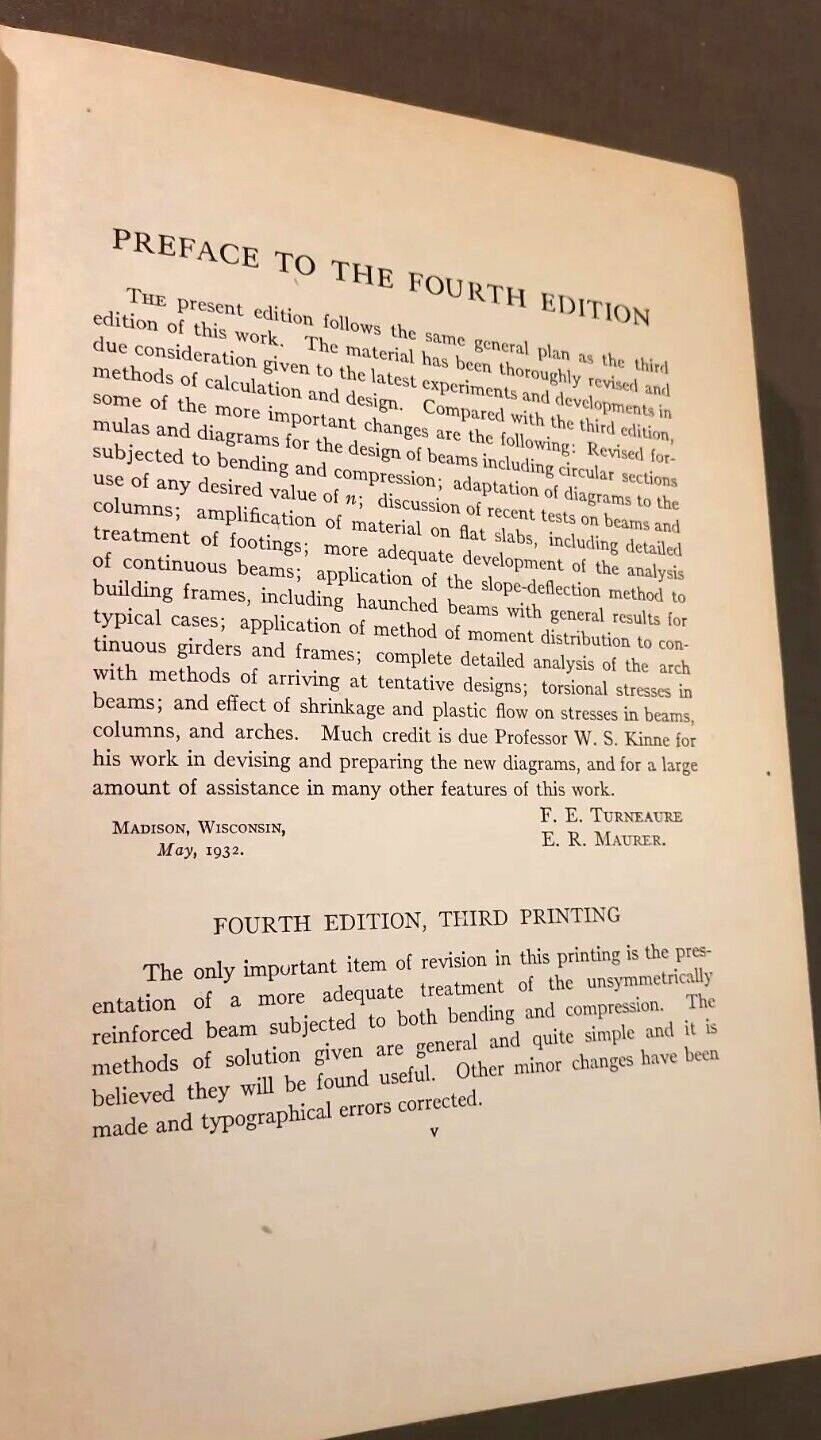 PREFACE TO THE FOURTH EDITION
THE present edition follows the same general plan as the third
edition of this work. The material has been thoroughly revised and
due consideration given to the latest experiments and developments in
methods of calculation and design. Compared with the third edition,
some of the more important changes are the following: Revised for-
mulas and diagrams for the design of beams including circular sections
subjected to bending and compression; adaptation of diagrams to the
use of any desired value of n; discussion of recent tests on beams and
columns; amplification of material on flat slabs, including detailed
treatment of footings; more adequate development of the analysis
of continuous beams; application of the slope-deflection method to
building frames, including haunched beams with general results for
typical cases; application of method of moment distribution to con-
tinuous girders and frames; complete detailed analysis of the arch
with methods of arriving at tentative designs; torsional stresses in
beams; and effect of shrinkage and plastic flow on stresses in beams,
columns, and arches. Much credit is due Professor W. S. Kinne for
his work in devising and preparing the new diagrams, and for a large
amount of assistance in many other features of this work.
F. E. TURNEAURE
E. R. MAURER.
MADISON, WISCONSIN,
May, 1932.
FOURTH EDITION, THIRD PRINTING
The only important item of revision in this printing is the pres-
entation of a more adequate treatment of the unsymmetrically
reinforced beam subjected to both bending and compression. The
methods of solution given are general and quite simple and it is
believed they will be found useful. Other minor changes have been
made and typographical errors corrected.
v